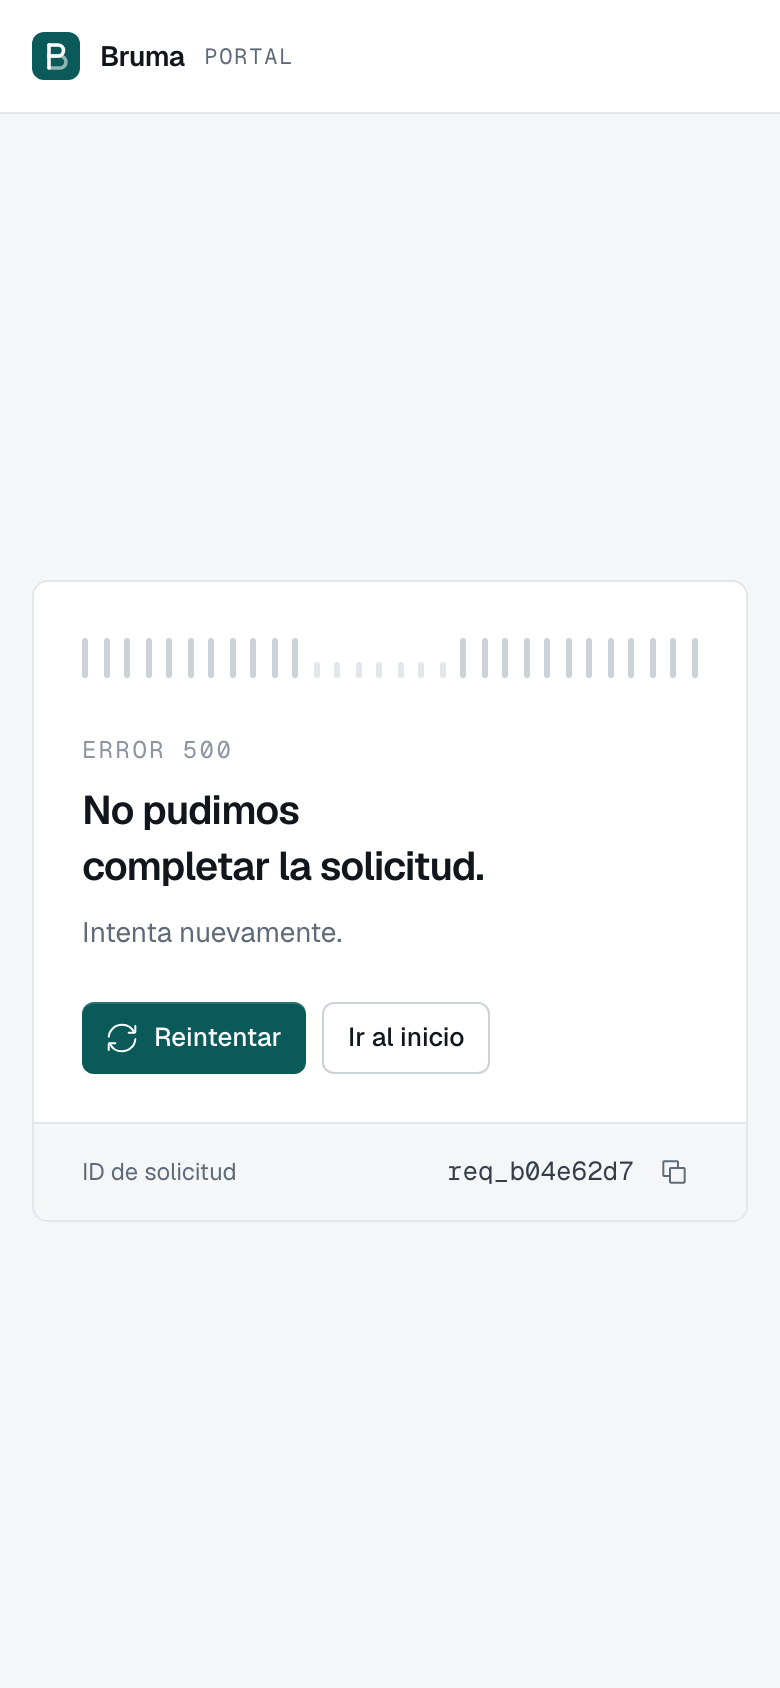 B
Bruma PORTAL
ERROR 500
No pudimos
completar la solicitud.
Intenta nuevamente.
Reintentar
Ir al inicio
ID de solicitud
req_b04e62d7